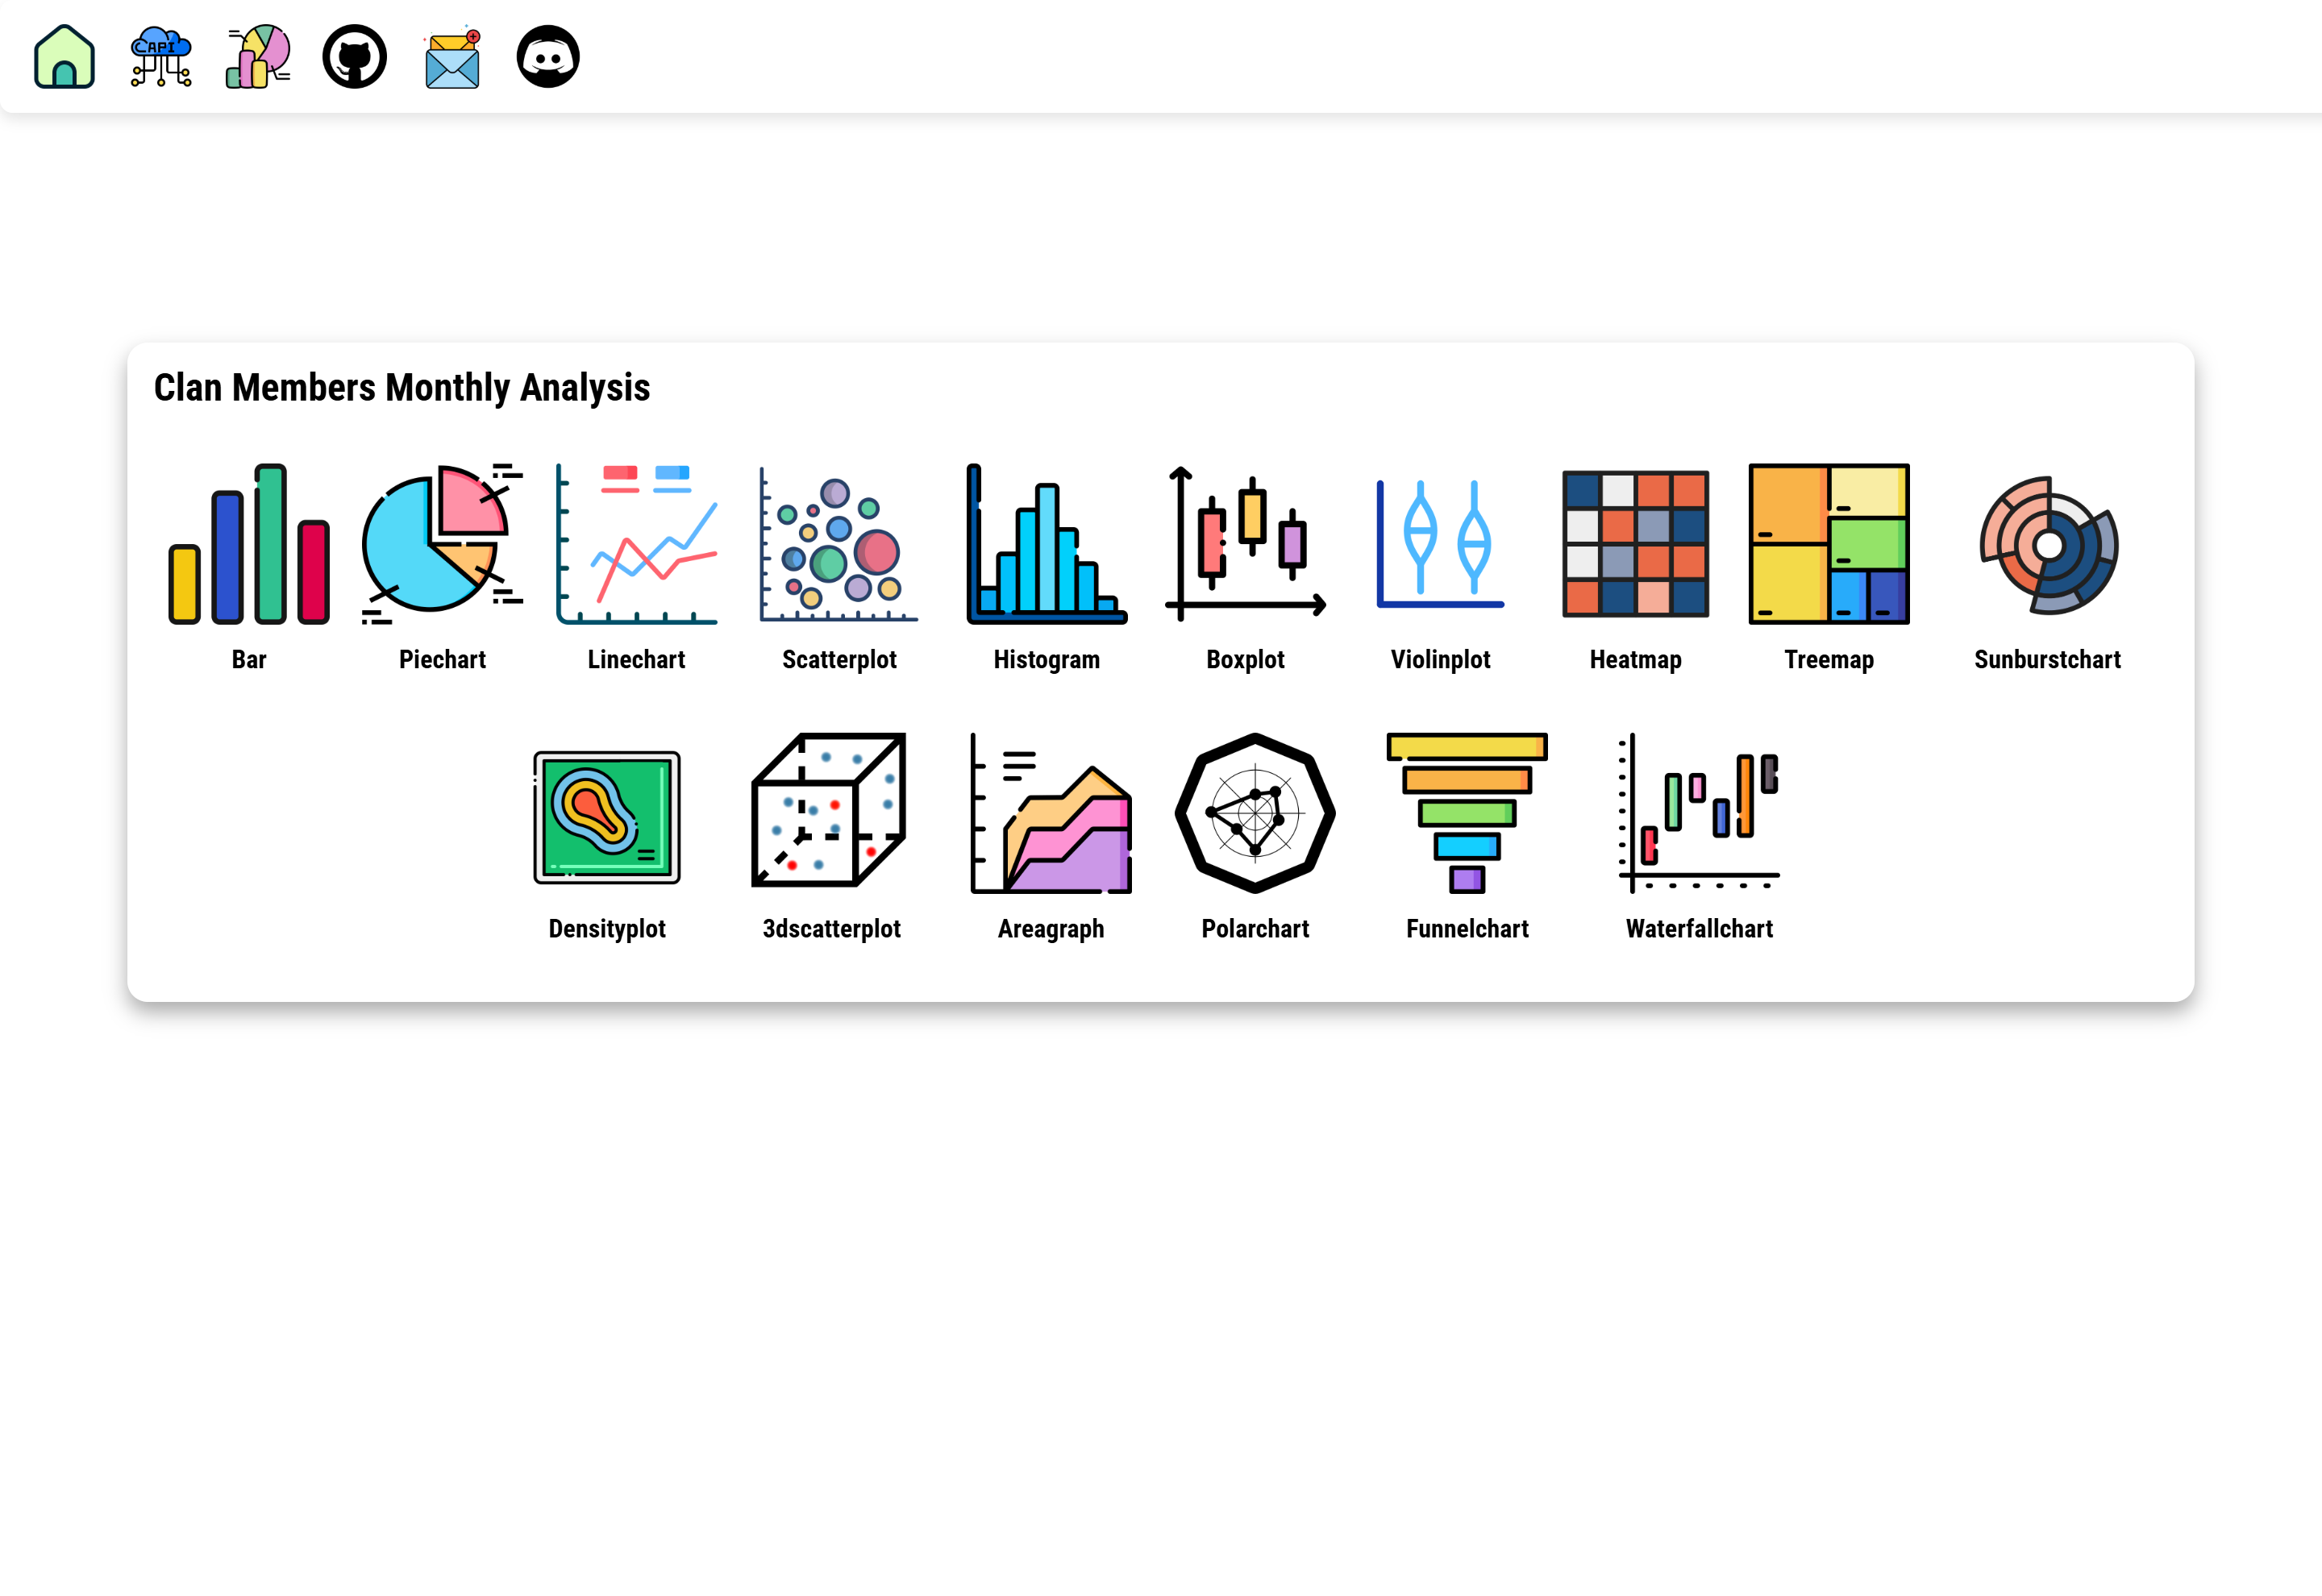 API
Clan Members Monthly Analysis
Bar
Piechart
Linechart
Scatterplot
Histogram
Boxplot
Violinplot
Heatmap
Treemap
Sunburstchart
Densityplot
3dscatterplot
Areagraph
Polarchart
Funnelchart
Waterfallchart